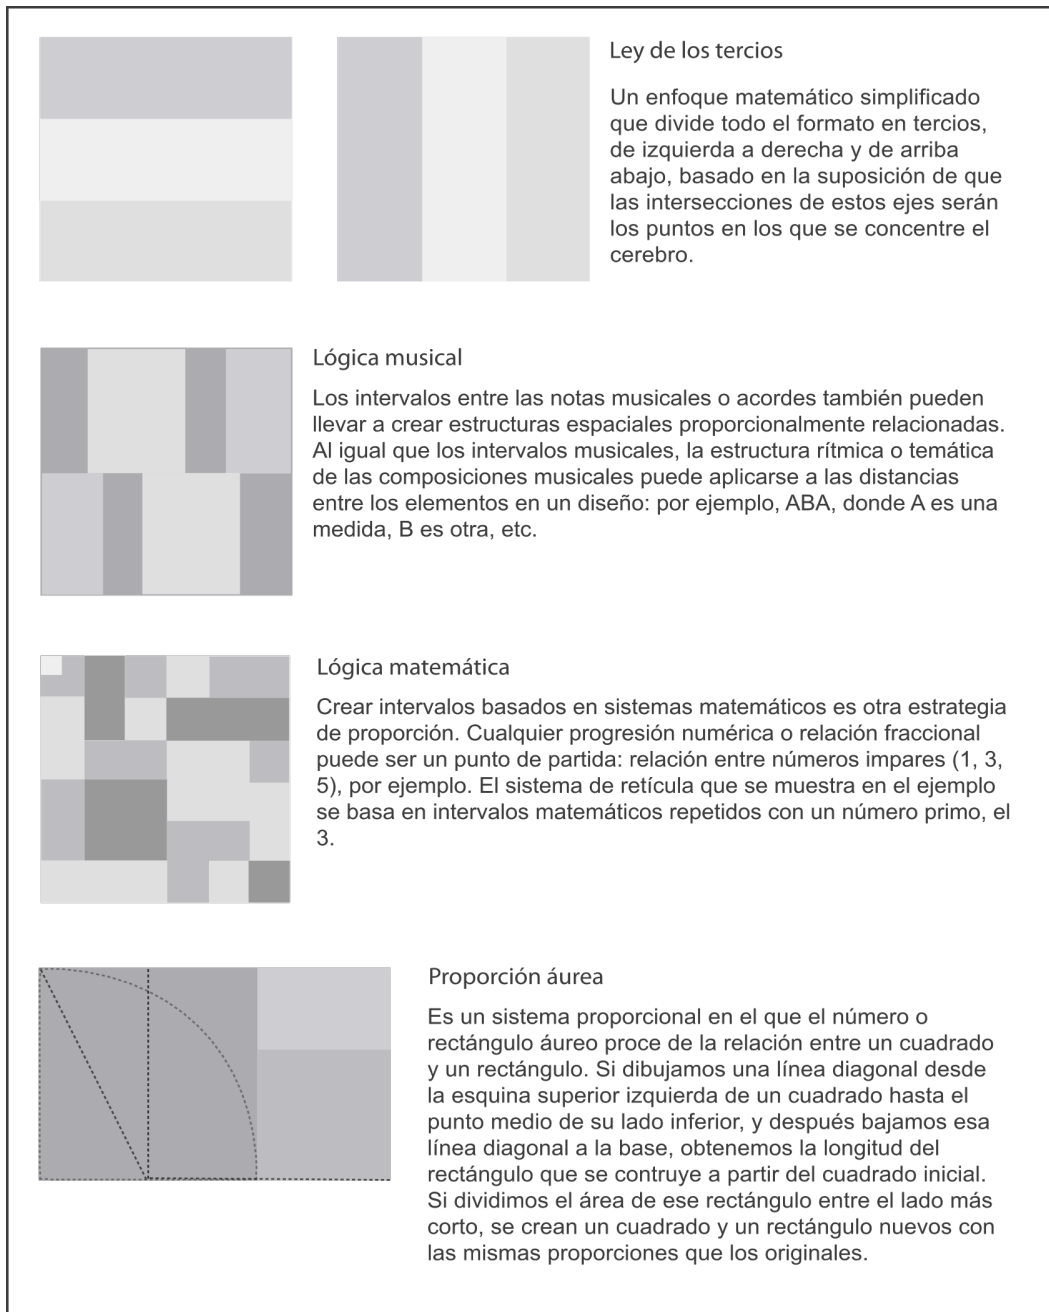 Ley de los tercios
Un enfoque matemático simplificado
que divide todo el formato en tercios,
de izquierda a derecha y de arriba
abajo, basado en la suposición de que
las intersecciones de estos ejes serán
los puntos en los que se concentre el
cerebro.
Lógica musical
Los intervalos entre las notas musicales o acordes también pueden
llevar a crear estructuras espaciales proporcionalmente relacionadas.
Al igual que los intervalos musicales, la estructura rítmica o temática
de las composiciones musicales puede aplicarse a las distancias
entre los elementos en un diseño: por ejemplo, ABA, donde A es una
medida, B es otra, etc.
Lógica matemática
Crear intervalos basados en sistemas matemáticos es otra estrategia
de proporción. Cualquier progresión numérica o relación fraccional
puede ser un punto de partida: relación entre números impares (1, 3,
5), por ejemplo. El sistema de retícula que se muestra en el ejemplo
se basa en intervalos matemáticos repetidos con un número primo, el
3.
Proporción áurea
Es un sistema proporcional en el que el número o
rectángulo áureo proce de la relación entre un cuadrado
y un rectángulo. Si dibujamos una línea diagonal desde
la esquina superior izquierda de un cuadrado hasta el
punto medio de su lado inferior, y después bajamos esa
línea diagonal a la base, obtenemos la longitud del
rectángulo que se contruye a partir del cuadrado inicial.
Si dividimos el área de ese rectángulo entre el lado más
corto, se crean un cuadrado y un rectángulo nuevos con
las mismas proporciones que los originales.